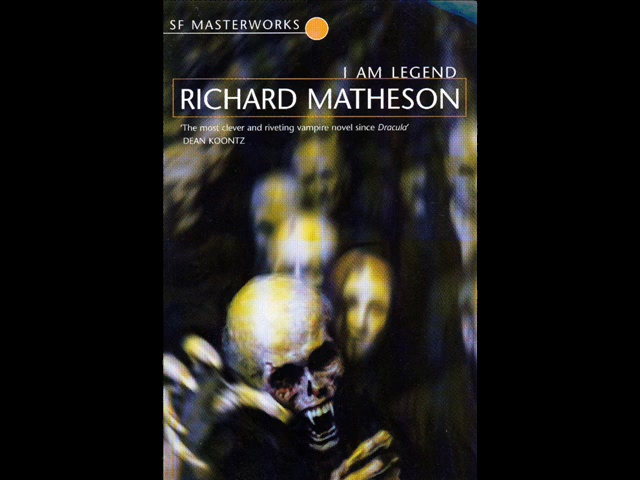 SF MASTERWORKS
I AM LEGEND
RICHARD MATHESON
'The most clever and riveting vampire novel since Dracula'
DEAN KOONTZ